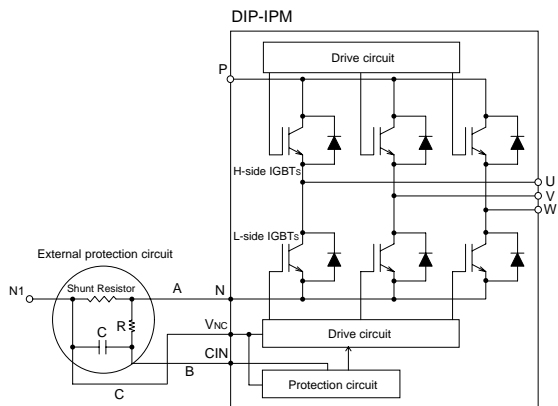 DIP-IPM
Drive circuit
P
H-side IGBTs
U
V
W
L-side IGBTs
External protection circuit
Shunt Resistor
N1
A
N
R
C
VNC
Drive circuit
CIN
B
C
Protection circuit